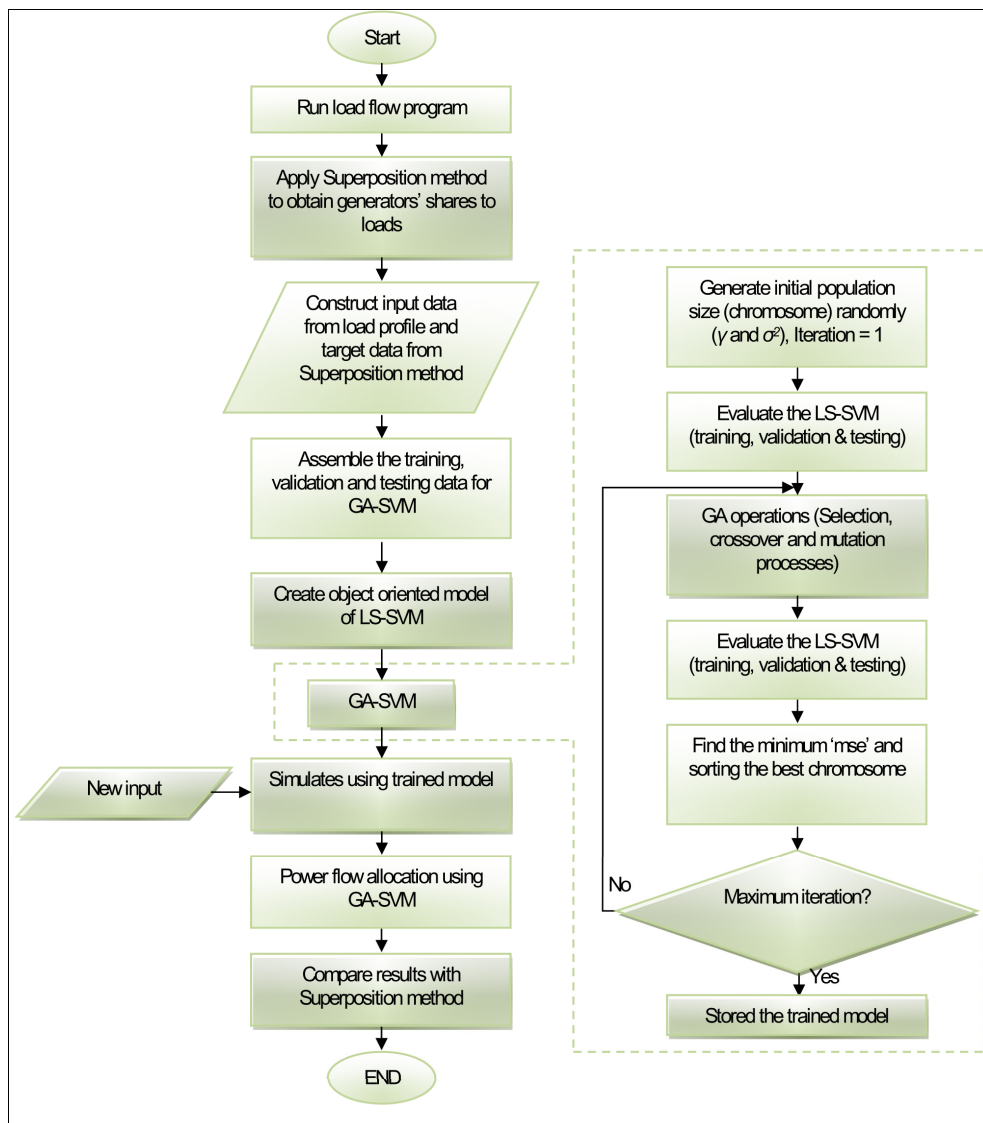 Start
Run load flow program
Apply Superposition method
to obtain generators' shares to
loads
Construct input data
from load profile and
target data from
Superposition method
Assemble the training,
validation and testing data for
GA-SVM
Create object oriented model
of LS-SVM
GA-SVM
New input
Simulates using trained model
Power flow allocation using
GA-SVM
Compare results with
Superposition method
END
Generate initial population
size (chromosome) randomly
(γ and σ²), Iteration = 1
Evaluate the LS-SVM
(training, validation & testing)
GA operations (Selection,
crossover and mutation
processes)
Evaluate the LS-SVM
(training, validation & testing)
Find the minimum ‘mse’ and
sorting the best chromosome
No
Maximum iteration?
Yes
Stored the trained model